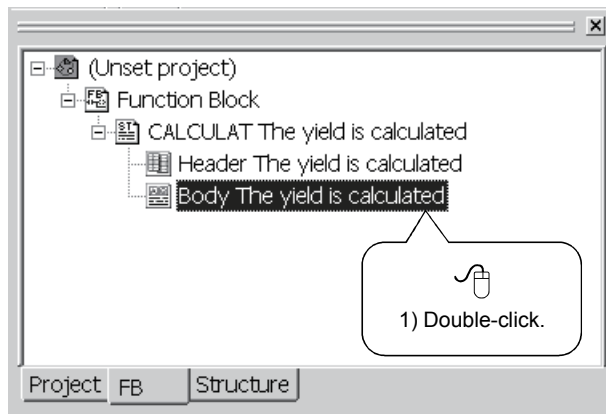 (Unset project)
Function Block
CALCULAT The yield is calculated
Header The yield is calculated
Body The yield is calculated
1) Double-click.
Project FB Structure